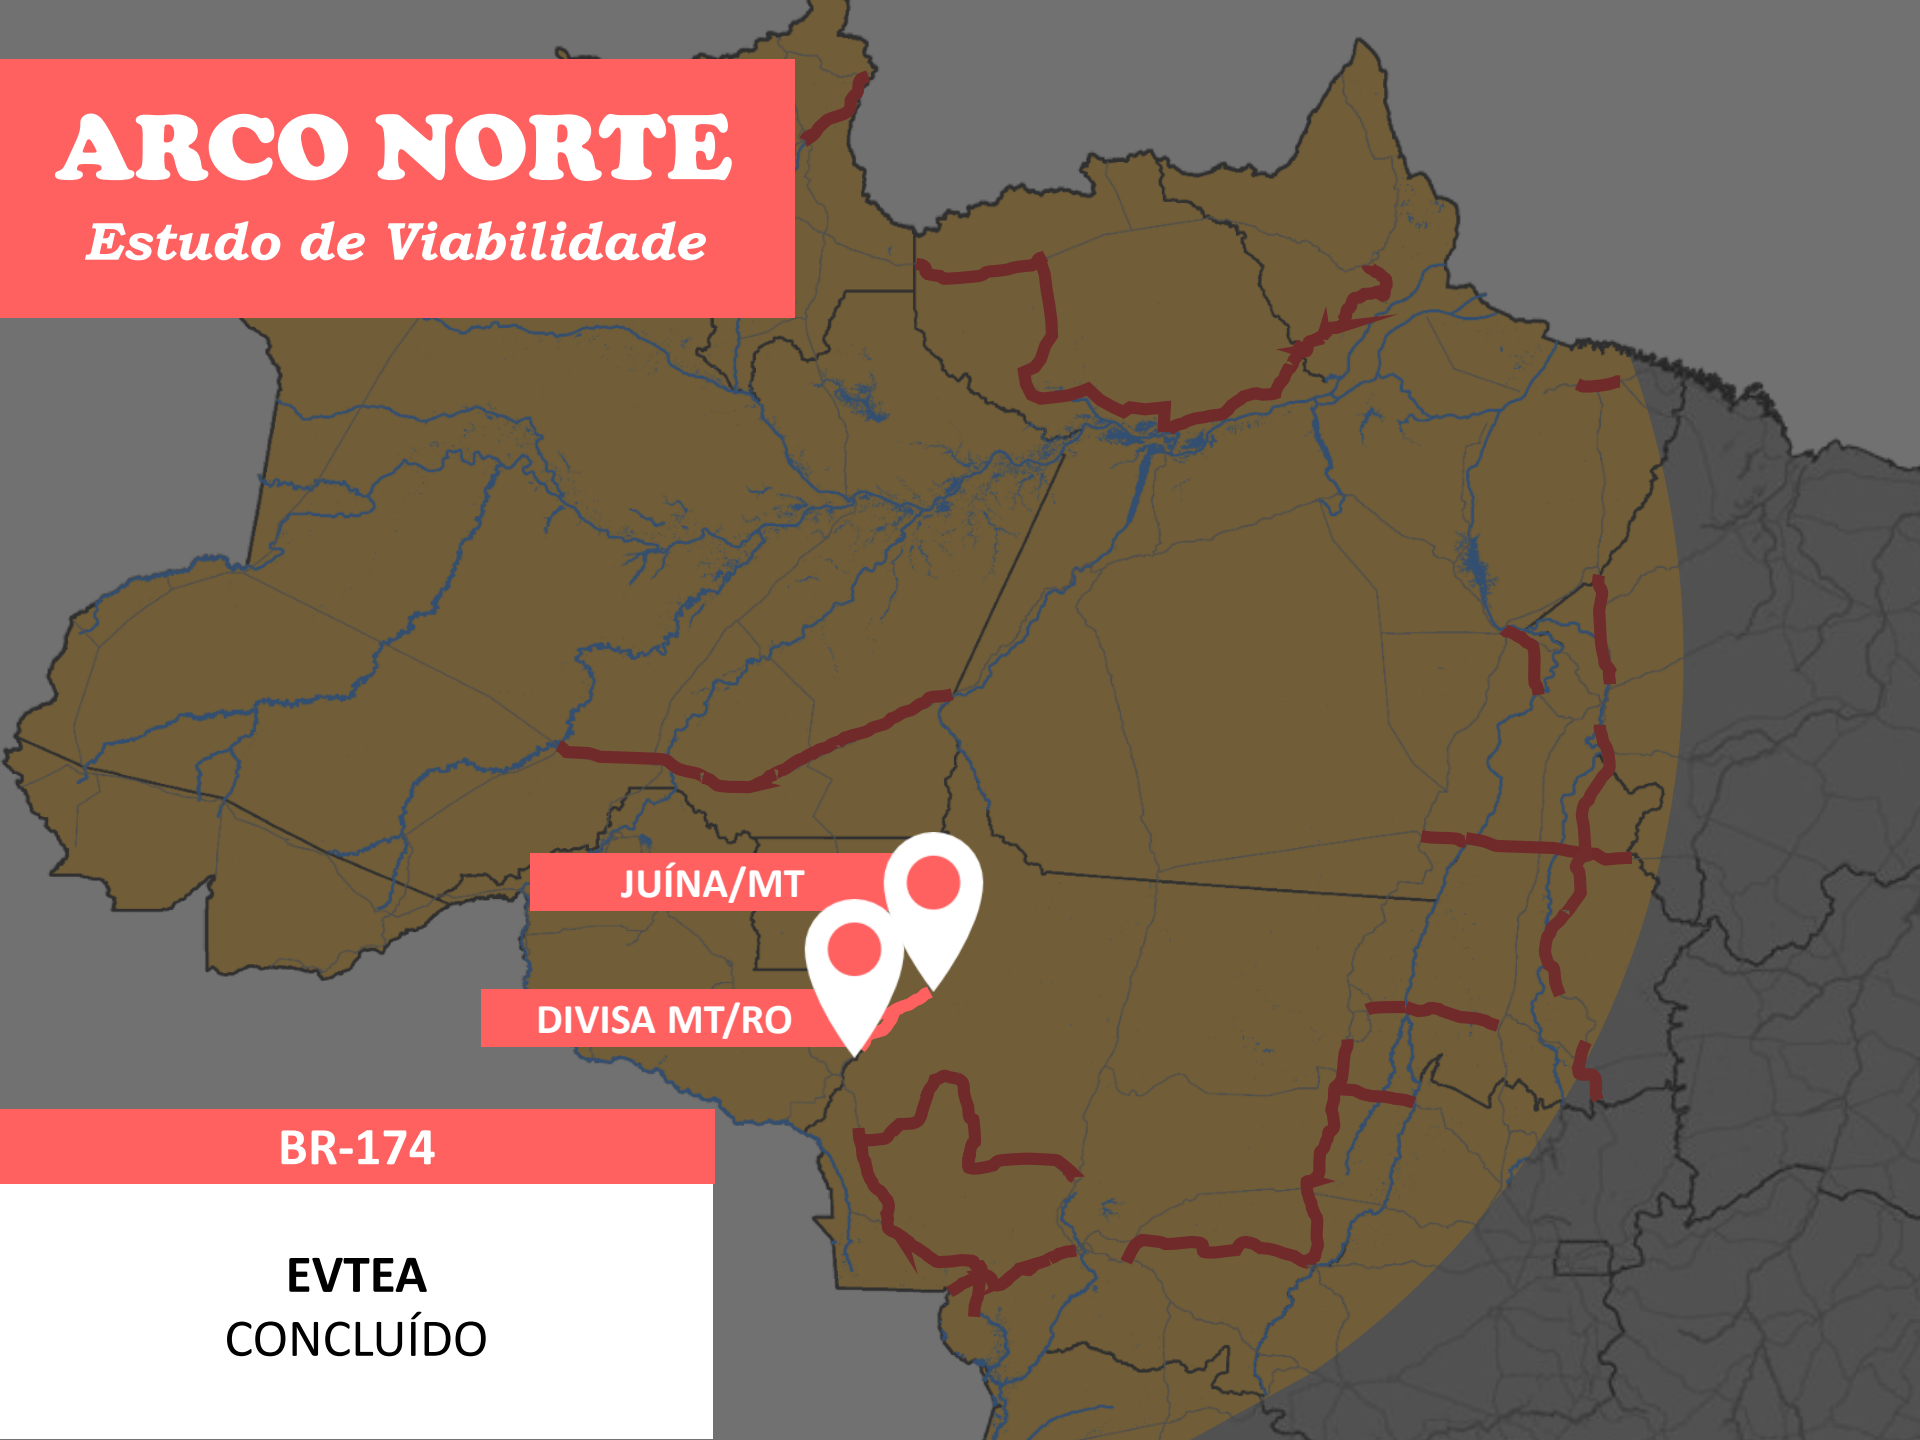 ARCO NORTE
Estudo de Viabilidade
JUÍNA/MT
DIVISA MT/RO
BR-174
EVTEA
CONCLUÍDO